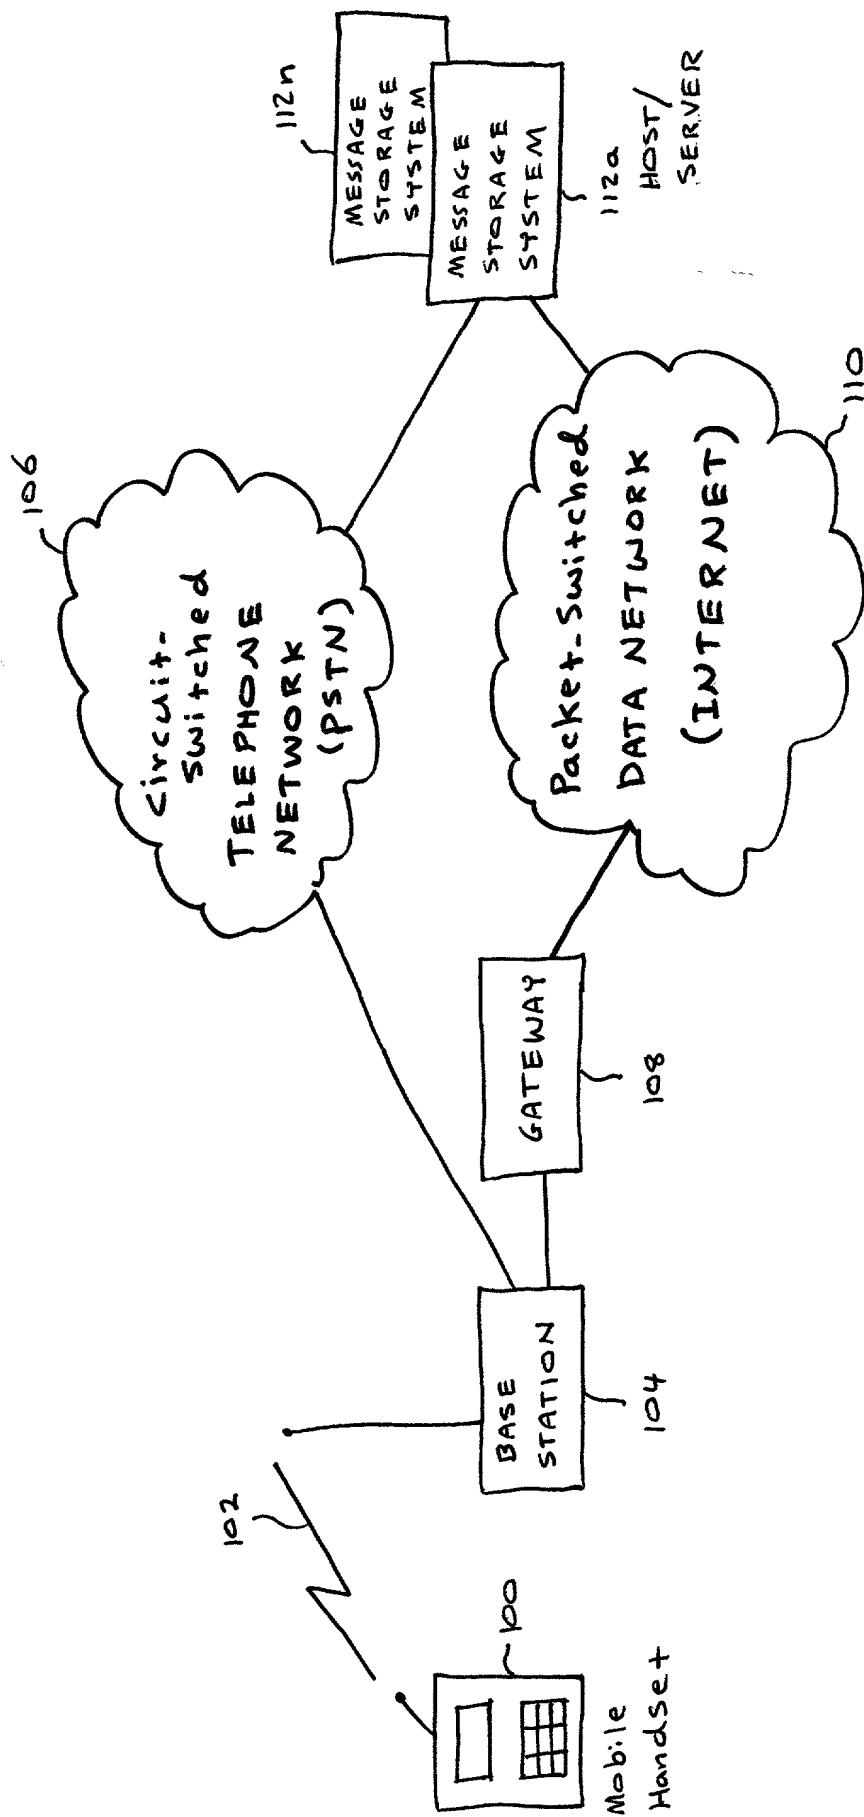 Mobile
Handset
100
102
BASE
STATION
104
GATEWAY
108
106
Circuit-
Switched
TELEPHONE
NETWORK
(PSTN)
Packet-Switched
DATA NETWORK
(INTERNET)
110
112n
MESSAGE
STORAGE
SYSTEM
MESSAGE
STORAGE
SYSTEM
112a
HOST/
SERVER